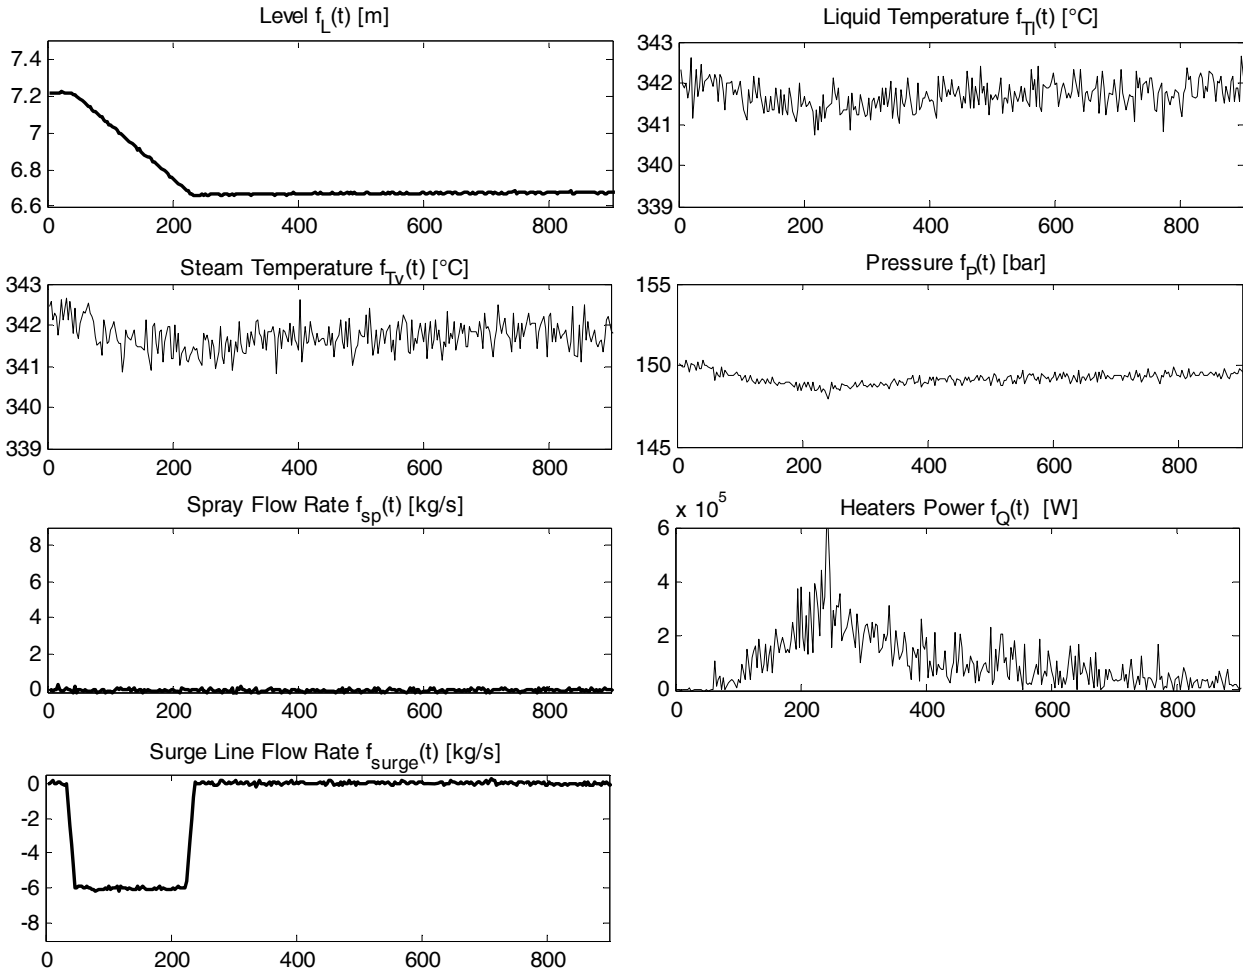 Level f_L(t) [m]
7.4
7.2
7
6.8
6.6
0 200 400 600 800
Liquid Temperature f_Tl(t) [°C]
343
342
341
340
339
0 200 400 600 800
Steam Temperature f_Tv(t) [°C]
343
342
341
340
339
0 200 400 600 800
Pressure f_P(t) [bar]
155
150
145
0 200 400 600 800
Spray Flow Rate f_sp(t) [kg/s]
8
6
4
2
0
0 200 400 600 800
Heaters Power f_Q(t) [W]
x 10^5
6
4
2
0
0 200 400 600 800
Surge Line Flow Rate f_surge(t) [kg/s]
0
-2
-4
-6
-8
0 200 400 600 800